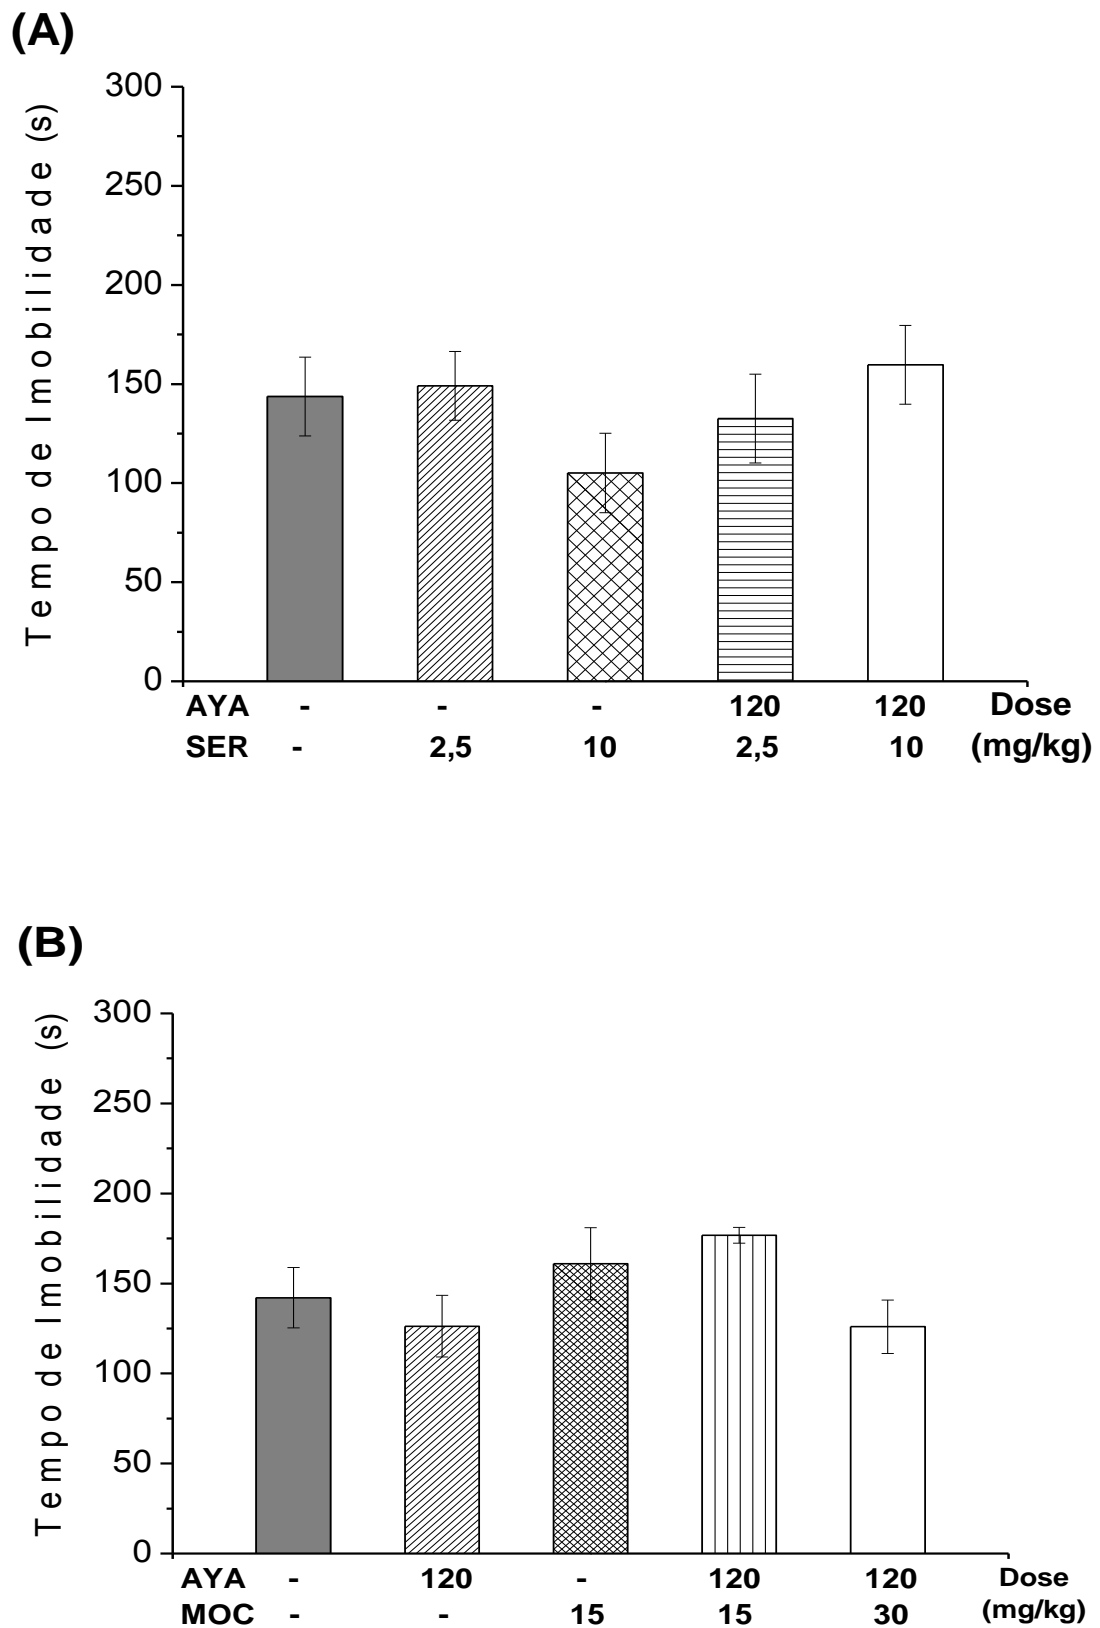 (A)
300
250
200
150
100
50
0
Tempo de Imobilidade (s)
AYA - - - 120 120 Dose
SER - 2,5 10 2,5 10 (mg/kg)
(B)
300
250
200
150
100
50
0
Tempo de Imobilidade (s)
AYA - 120 - 120 120 Dose
MOC - - 15 15 30 (mg/kg)